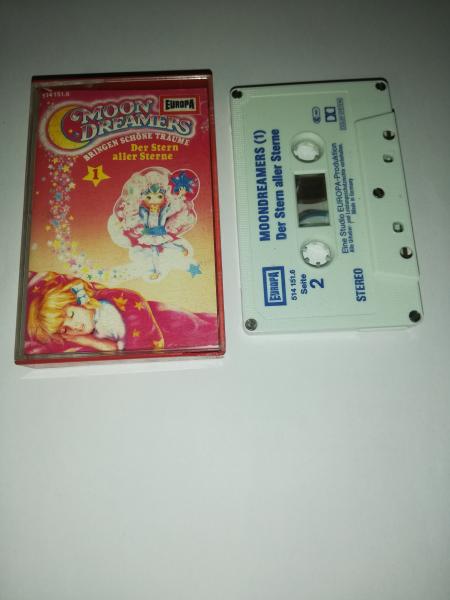 514 151.6
EUROPA
MOON
DREAMERS
BRINGEN SCHÖNE TRÄUME
Der Stern
aller Sterne
1
MOONDREAMERS (1)
Der Stern aller Sterne
EUROPA
514 151.6
Seite
2
Eine Studio EUROPA-Produktion
Made in Germany
STEREO